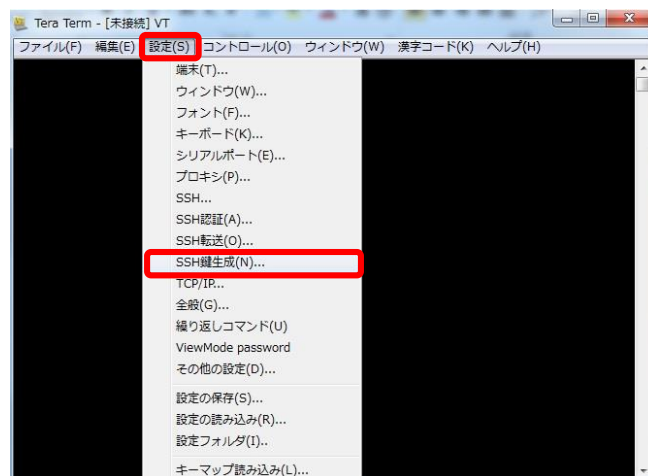 Tera Term - [未接続] VT
ファイル(F) 編集(E) 設定(S) コントロール(O) ウィンドウ(W) 漢字コード(K) ヘルプ(H)
端末(T)...
ウィンドウ(W)...
フォント(F)...
キーボード(K)...
シリアルポート(E)...
プロキシ(P)...
SSH...
SSH認証(A)...
SSH転送(O)...
SSH鍵生成(N)...
TCP/IP...
全般(G)...
繰り返しコマンド(U)
ViewMode password
その他の設定(D)...
設定の保存(S)...
設定の読み込み(R)...
設定フォルダ(I)..
キーマップ読み込み(L)...